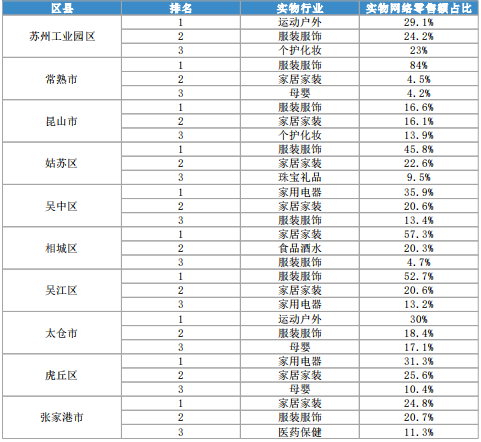 区县 排名 实物行业 实物网络零售额占比
苏州工业园区 1 运动户外 29.1%
2 服装服饰 24.2%
3 个护化妆 23%
常熟市 1 服装服饰 84%
2 家居家装 4.5%
3 母婴 4.2%
昆山市 1 服装服饰 16.6%
2 家居家装 16.1%
3 个护化妆 13.9%
姑苏区 1 服装服饰 45.8%
2 家居家装 22.6%
3 珠宝礼品 9.5%
吴中区 1 家用电器 35.9%
2 家居家装 20.6%
3 服装服饰 13.4%
相城区 1 家居家装 57.3%
2 食品酒水 20.3%
3 服装服饰 4.7%
吴江区 1 服装服饰 52.7%
2 家居家装 20.6%
3 家用电器 13.2%
太仓市 1 运动户外 30%
2 服装服饰 18.4%
3 母婴 17.1%
虎丘区 1 家用电器 31.3%
2 家居家装 25.6%
3 母婴 10.4%
张家港市 1 家居家装 24.8%
2 服装服饰 20.7%
3 医药保健 11.3%